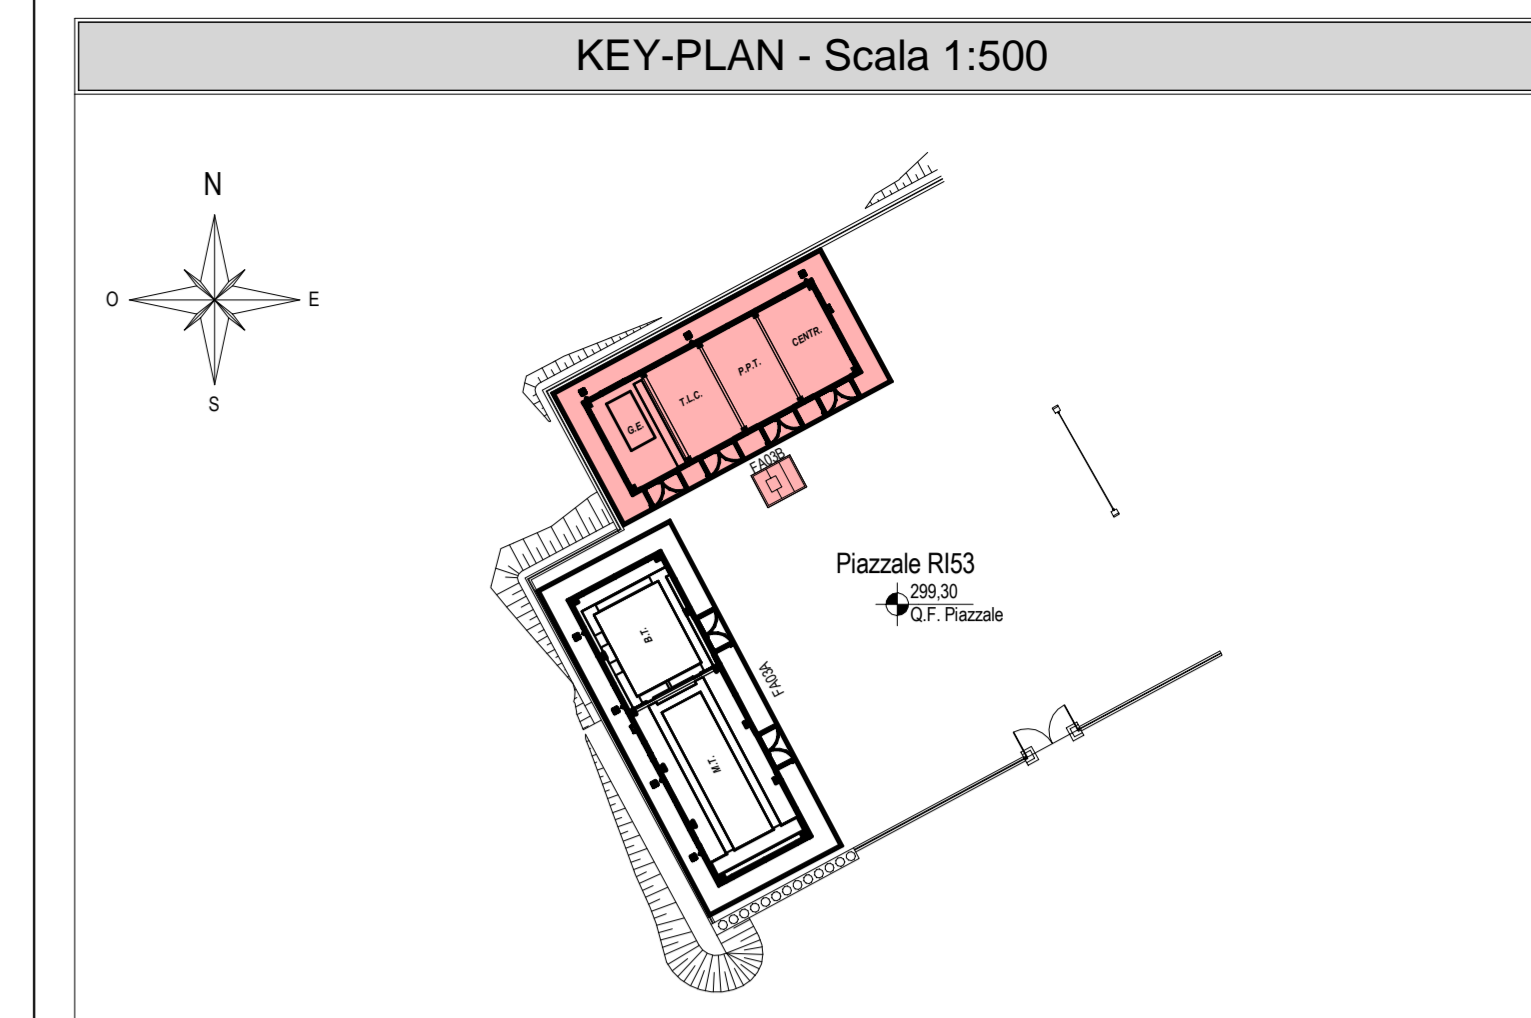 KEY-PLAN - Scala 1:500
N
O
E
S
CENTR.
P.P.T.
T.L.C.
G.E.
FA03B
Piazzale RI53
299,30
Q.F. Piazzale
B.T.
FA03A
M.T.